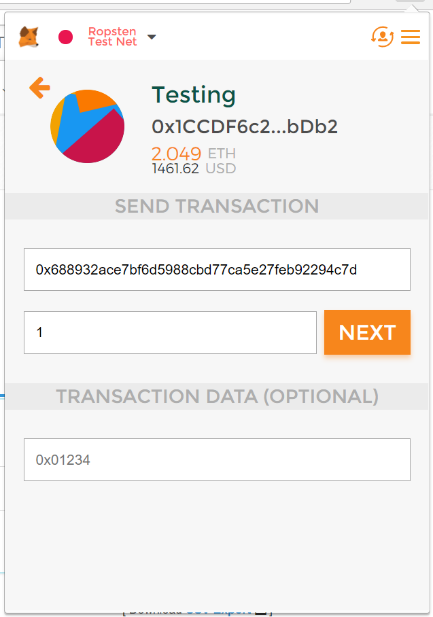 Ropsten
Test Net
Testing
0x1CCDF6c2...bDb2
2.049 ETH
1461.62 USD
SEND TRANSACTION
0x688932ace7bf6d5988cbd77ca5e27feb92294c7d
1
NEXT
TRANSACTION DATA (OPTIONAL)
0x01234